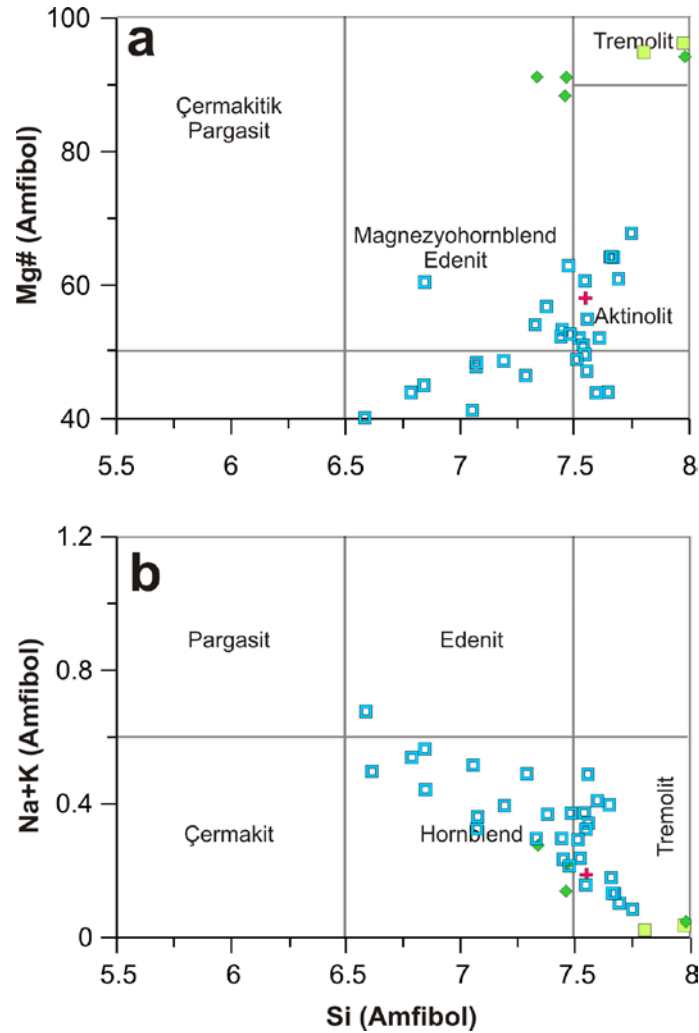 a
100
80
60
40
Mg# (Amfibol)
Tremolit
Çermakitik
Pargasit
Magnezyohornblend
Edenit
Aktinolit
5.5 6 6.5 7 7.5 8
b
1.2
0.8
0.4
0
Na+K (Amfibol)
Pargasit Edenit
Çermakit Hornblend
Tremolit
5.5 6 6.5 7 7.5 8
Si (Amfibol)